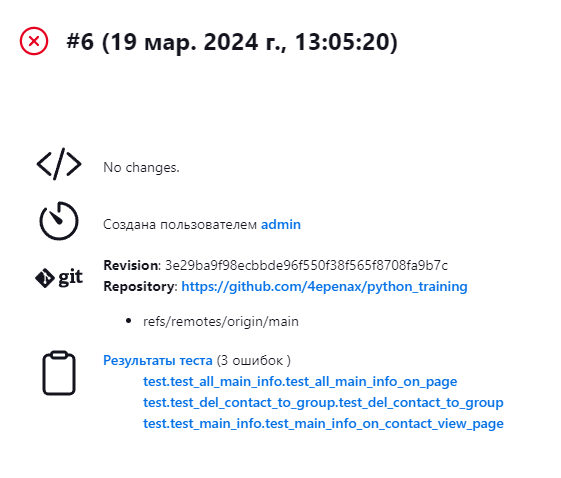 #6 (19 мар. 2024 г., 13:05:20)
No changes.
Создана пользователем admin
git
Revision: 3e29ba9f98ecbbde96f550f38f565f8708fa9b7c
Repository: https://github.com/4epenax/python_training
• refs/remotes/origin/main
Результаты теста (3 ошибок )
test.test_all_main_info.test_all_main_info_on_page
test.test_del_contact_to_group.test_del_contact_to_group
test.test_main_info.test_main_info_on_contact_view_page